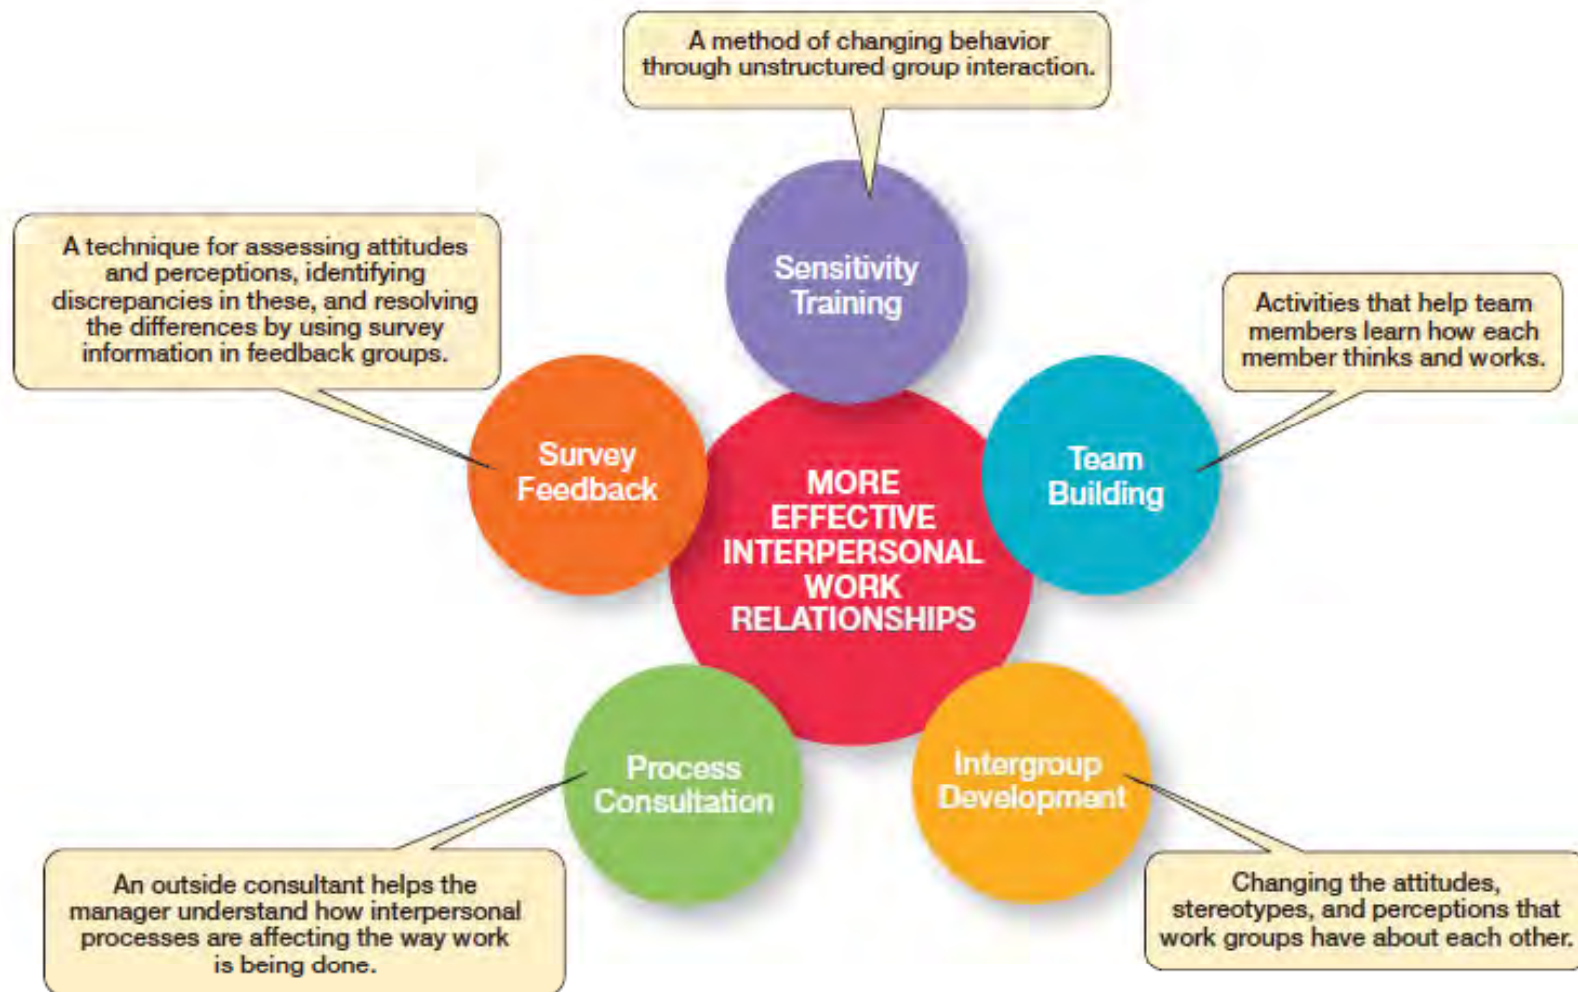 A method of changing behavior
through unstructured group interaction.
Sensitivity
Training
A technique for assessing attitudes
and perceptions, identifying
discrepancies in these, and resolving
the differences by using survey
information in feedback groups.
Survey
Feedback
Activities that help team
members learn how each
member thinks and works.
Team
Building
MORE
EFFECTIVE
INTERPERSONAL
WORK
RELATIONSHIPS
Process
Consultation
An outside consultant helps the
manager understand how interpersonal
processes are affecting the way work
is being done.
Intergroup
Development
Changing the attitudes,
stereotypes, and perceptions that
work groups have about each other.